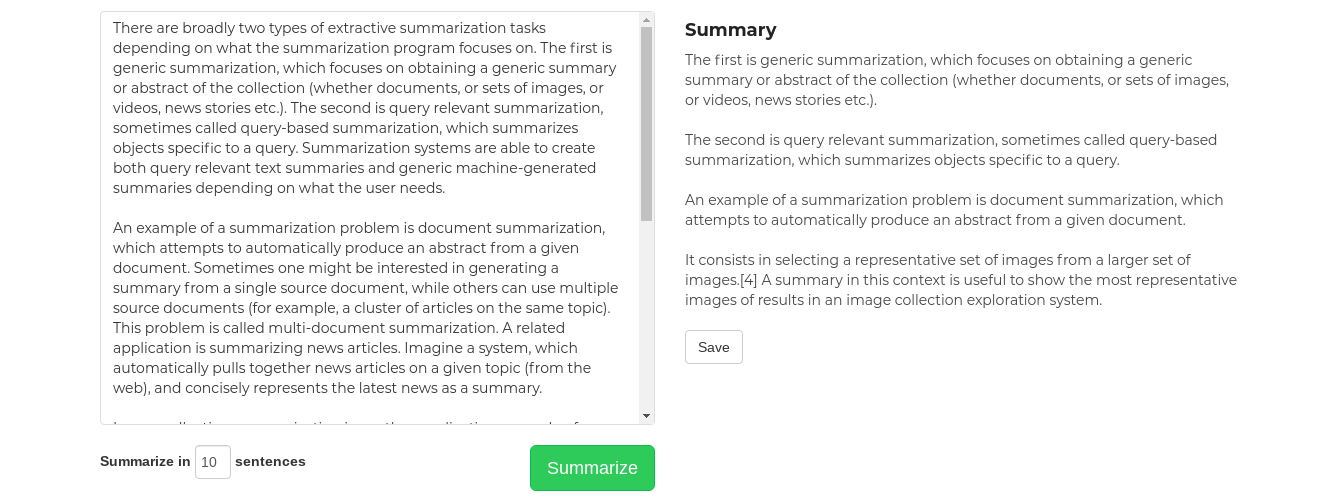 There are broadly two types of extractive summarization tasks
depending on what the summarization program focuses on. The first is
generic summarization, which focuses on obtaining a generic summary
or abstract of the collection (whether documents, or sets of images, or
videos, news stories etc.). The second is query relevant summarization,
sometimes called query-based summarization, which summarizes
objects specific to a query. Summarization systems are able to create
both query relevant text summaries and generic machine-generated
summaries depending on what the user needs.
An example of a summarization problem is document summarization,
which attempts to automatically produce an abstract from a given
document. Sometimes one might be interested in generating a
summary from a single source document, while others can use multiple
source documents (for example, a cluster of articles on the same topic).
This problem is called multi-document summarization. A related
application is summarizing news articles. Imagine a system, which
automatically pulls together news articles on a given topic (from the
web), and concisely represents the latest news as a summary.
Summarize in 10 sentences
Summarize
Summary
The first is generic summarization, which focuses on obtaining a generic
summary or abstract of the collection (whether documents, or sets of images,
or videos, news stories etc.).
The second is query relevant summarization, sometimes called query-based
summarization, which summarizes objects specific to a query.
An example of a summarization problem is document summarization, which
attempts to automatically produce an abstract from a given document.
It consists in selecting a representative set of images from a larger set of
images.[4] A summary in this context is useful to show the most representative
images of results in an image collection exploration system.
Save